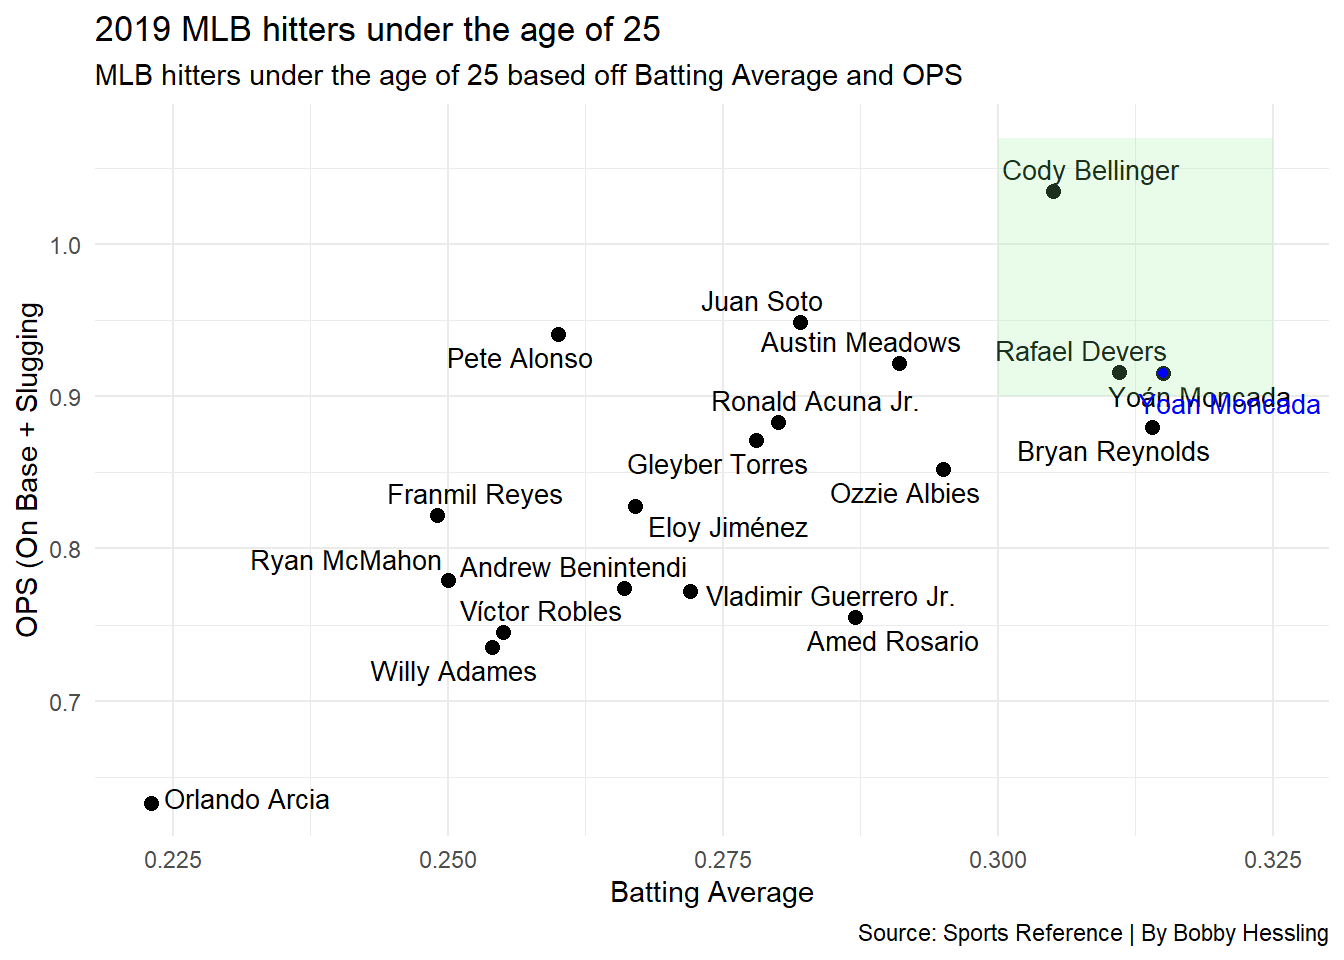 2019 MLB hitters under the age of 25
MLB hitters under the age of 25 based off Batting Average and OPS
OPS (On Base + Slugging
1.0
0.9
0.8
0.7
Cody Bellinger
Juan Soto
Austin Meadows
Pete Alonso
Rafael Devers
Yoán Moncada
Yoan Moncada
Ronald Acuna Jr.
Bryan Reynolds
Gleyber Torres
Ozzie Albies
Franmil Reyes
Eloy Jiménez
Ryan McMahon
Andrew Benintendi
Vladimir Guerrero Jr.
Víctor Robles
Amed Rosario
Willy Adames
Orlando Arcia
0.225
0.250
0.275
0.300
0.325
Batting Average
Source: Sports Reference | By Bobby Hessling